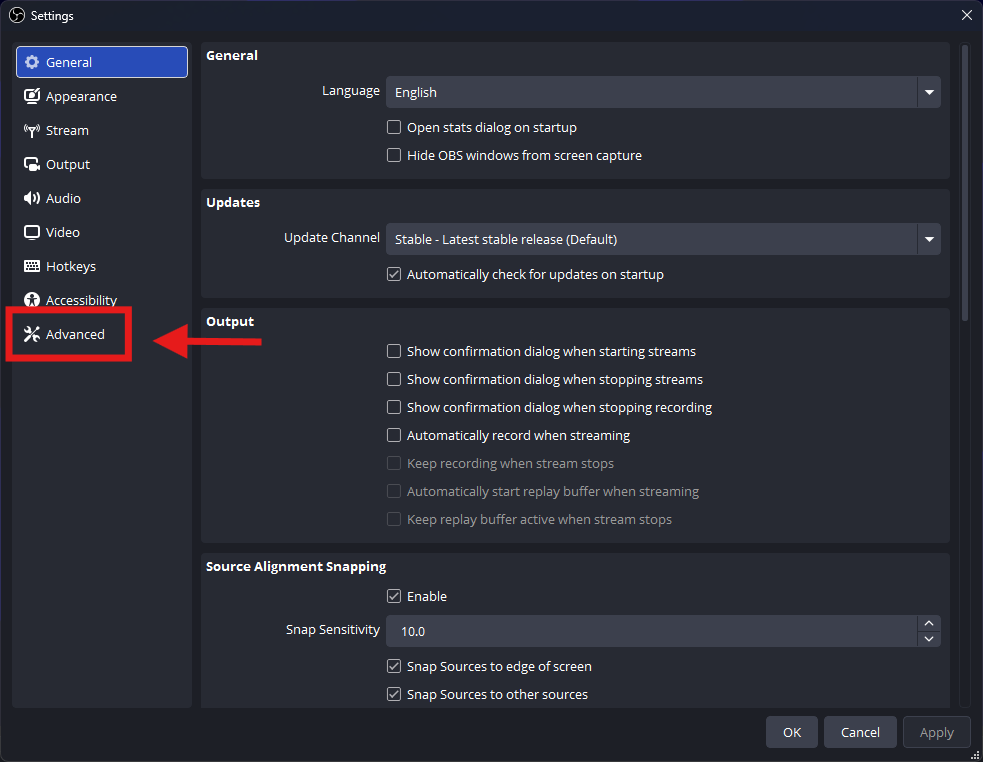 Settings
General
Appearance
Stream
Output
Audio
Video
Hotkeys
Accessibility
Advanced
General
Language English
Open stats dialog on startup
Hide OBS windows from screen capture
Updates
Update Channel Stable - Latest stable release (Default)
Automatically check for updates on startup
Output
Show confirmation dialog when starting streams
Show confirmation dialog when stopping streams
Show confirmation dialog when stopping recording
Automatically record when streaming
Keep recording when stream stops
Automatically start replay buffer when streaming
Keep replay buffer active when stream stops
Source Alignment Snapping
Enable
Snap Sensitivity 10.0
Snap Sources to edge of screen
Snap Sources to other sources
OK Cancel Apply